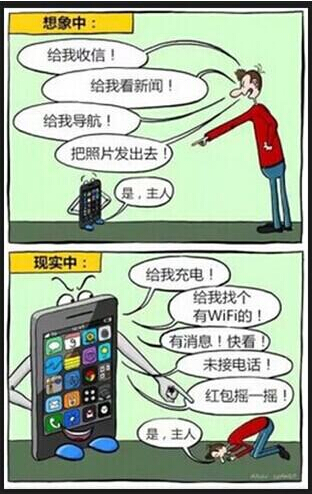 想象中：
给我收信！
给我看新闻！
给我导航！
把照片发出去！
是，主人
现实中：
给我充电！
给我找个
有WiFi的！
有消息！快看！
未接电话！
红包摇一摇！
是，主人